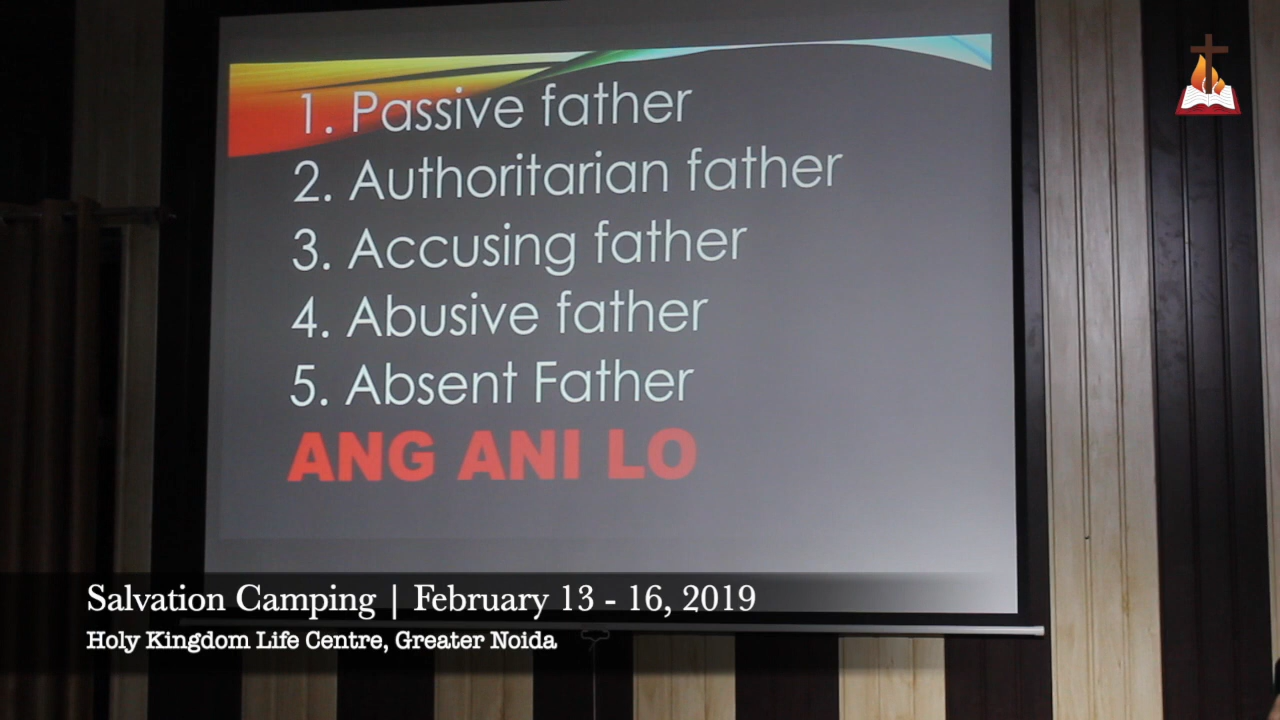 1. Passive father
2. Authoritarian father
3. Accusing father
4. Abusive father
5. Absent Father
ANG ANI LO
Salvation Camping | February 13 - 16, 2019
Holy Kingdom Life Centre, Greater Noida